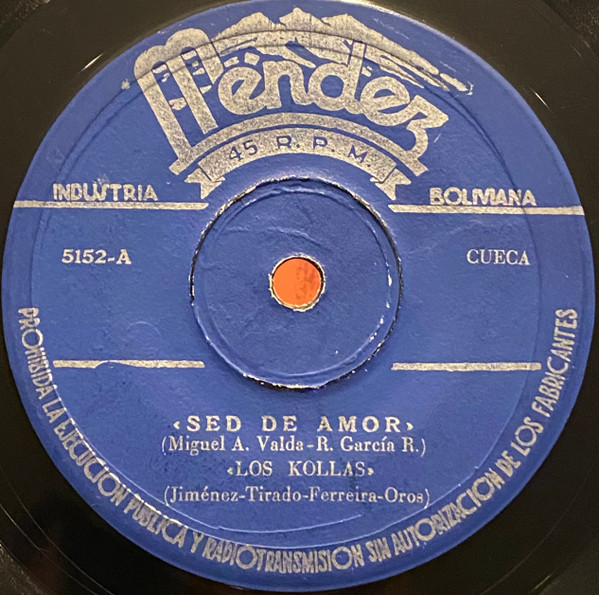 Méndez
45 R. P. M.
INDUSTRIA BOLIVIANA
5152-A CUECA
«SED DE AMOR»
(Miguel A. Valda-R. García R.)
«LOS KOLLAS»
(Jiménez-Tirado-Ferreira-Oros)
PROHIBIDA LA EJECUCION PUBLICA Y RADIOTRANSMISION SIN AUTORIZACION DE LOS FABRICANTES